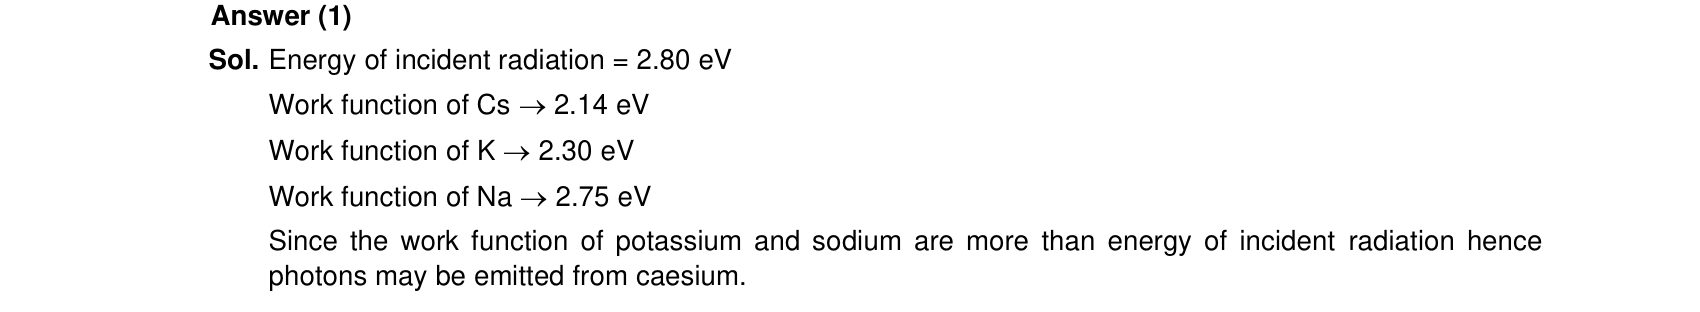 Answer (1)
Sol. Energy of incident radiation = 2.80 eV
Work function of Cs → 2.14 eV
Work function of K → 2.30 eV
Work function of Na → 2.75 eV
Since the work function of potassium and sodium are more than energy of incident radiation hence
photons may be emitted from caesium.